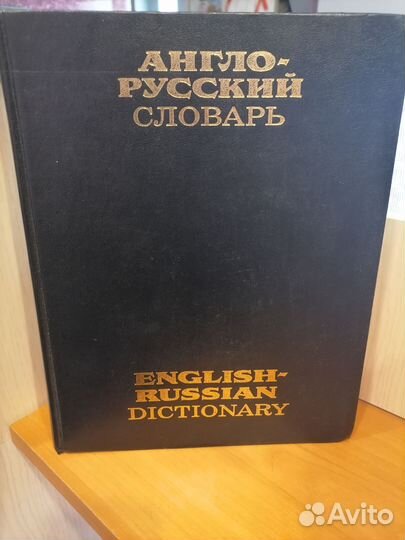 АНГЛО-
РУССКИЙ
СЛОВАРЬ
ENGLISH-
RUSSIAN
DICTIONARY
Avito